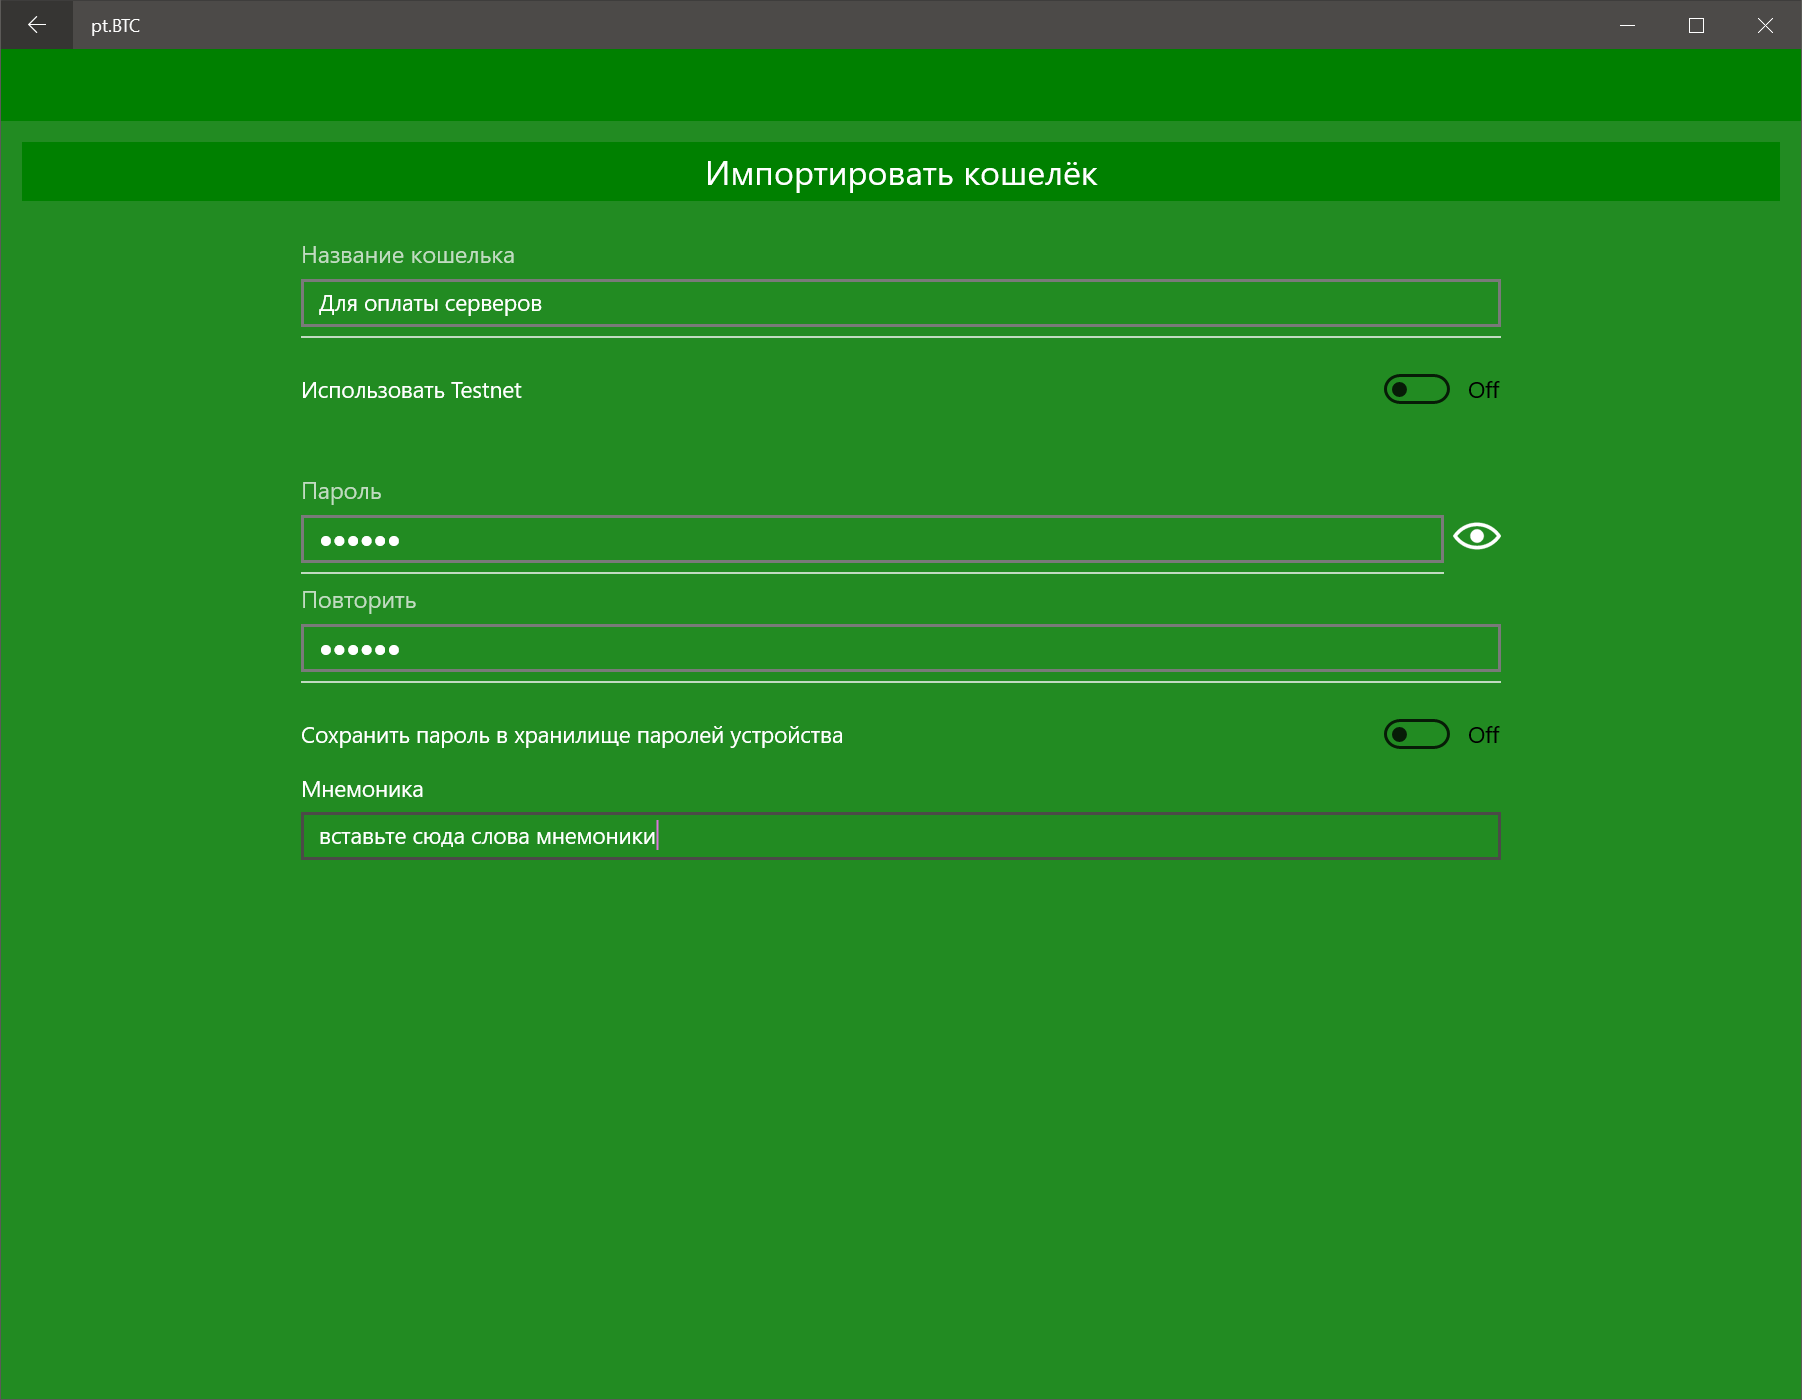 pt.BTC
Импортировать кошелёк
Название кошелька
Для оплаты серверов
Использовать Testnet Off
Пароль
●●●●●●
Повторить
●●●●●●
Сохранить пароль в хранилище паролей устройства Off
Мнемоника
вставьте сюда слова мнемоники